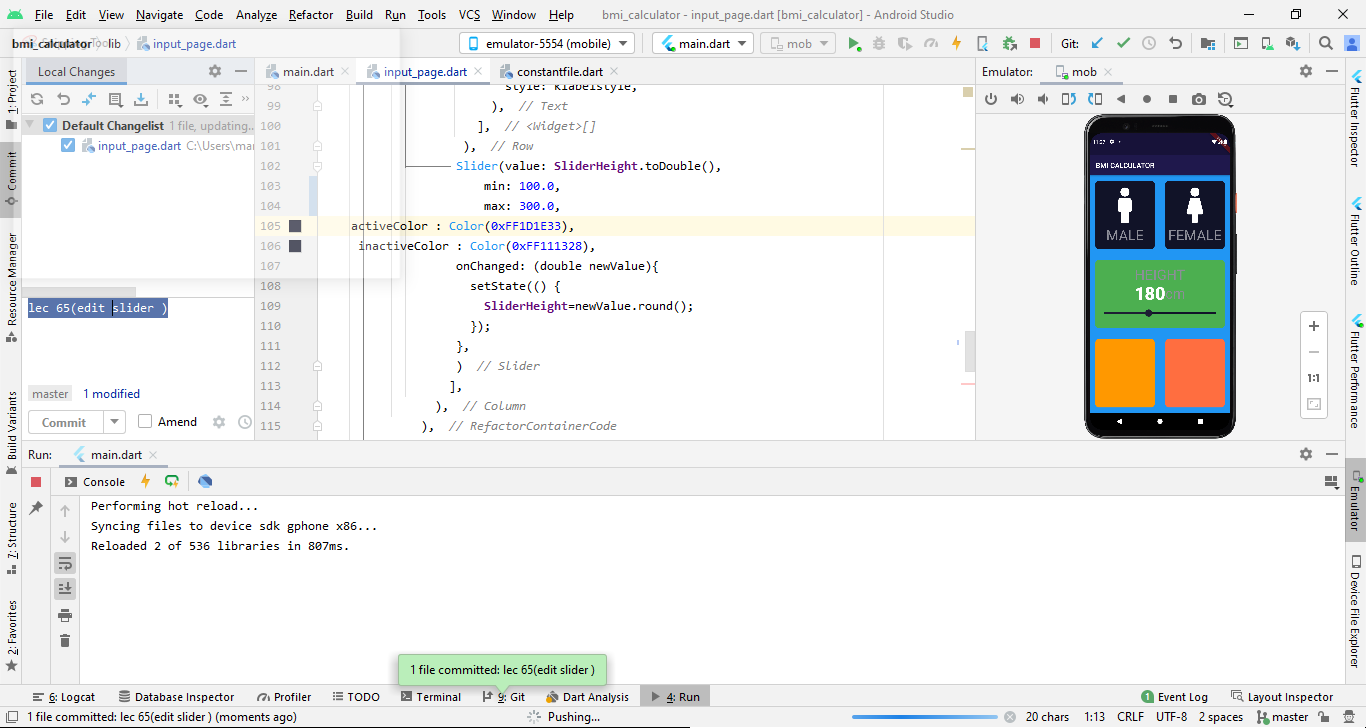 File Edit View Navigate Code Analyze Refactor Build Run Tools VCS Window Help bmi_calculator - input_page.dart [bmi_calculator] - Android Studio
bmi_calculator lib input_page.dart emulator-5554 (mobile) main.dart mob Git:
Local Changes main.dart input_page.dart constantfile.dart Emulator: mob
1: Project
Commit
Resource Manager
Build Variants
7: Structure
2: Favorites
Default Changelist 1 file, updating..
input_page.dart C:\Users\mar
lec 65(edit slider )
master 1 modified
Commit Amend
98 style: klabelstyle,
99 ), // Text
100 ], // <Widget>[]
101 ), // Row
102 Slider(value: SliderHeight.toDouble(),
103 min: 100.0,
104 max: 300.0,
105 activeColor : Color(0xFF1D1E33),
106 inactiveColor : Color(0xFF111328),
107 onChanged: (double newValue){
108 setState(() {
109 SliderHeight=newValue.round();
110 });
111 },
112 ) // Slider
113 ],
114 ), // Column
115 ), // RefactorContainerCode
BMI CALCULATOR
MALE FEMALE
HEIGHT
180cm
1:1
Flutter Inspector
Flutter Outline
Flutter Performance
Emulator
Device File Explorer
Run: main.dart
Console
Performing hot reload...
Syncing files to device sdk gphone x86...
Reloaded 2 of 536 libraries in 807ms.
1 file committed: lec 65(edit slider )
6: Logcat Database Inspector Profiler TODO Terminal 9: Git Dart Analysis 4: Run 1 Event Log Layout Inspector
1 file committed: lec 65(edit slider ) (moments ago) Pushing... 20 chars 1:13 CRLF UTF-8 2 spaces master